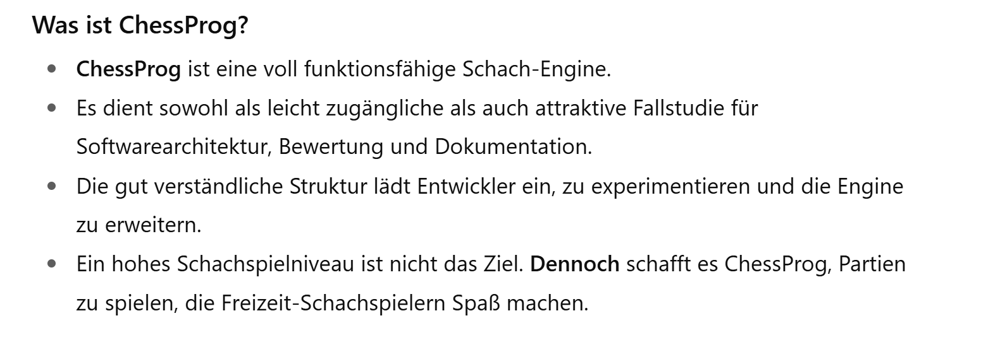 Was ist ChessProg?
ChessProg ist eine voll funktionsfähige Schach-Engine.
Es dient sowohl als leicht zugängliche als auch attraktive Fallstudie für
Softwarearchitektur, Bewertung und Dokumentation.
Die gut verständliche Struktur lädt Entwickler ein, zu experimentieren und die Engine
zu erweitern.
Ein hohes Schachspielniveau ist nicht das Ziel. Dennoch schafft es ChessProg, Partien
zu spielen, die Freizeit-Schachspielern Spaß machen.